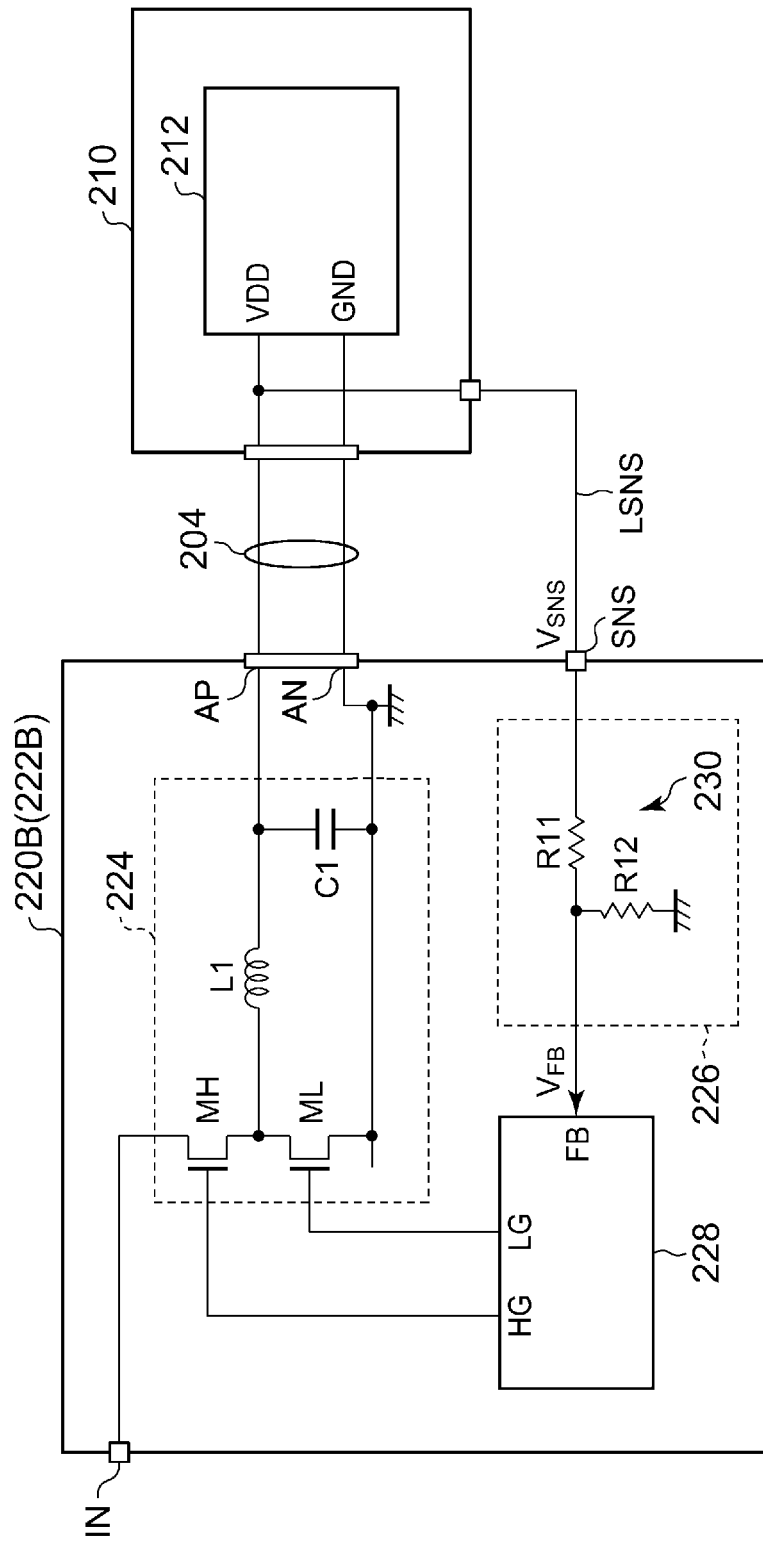 220B(222B)
210
212
VDD
GND
204
AP
AN
224
L1
C1
MH
ML
IN
VSNS
SNS
LSNS
R11
R12
230
226
VFB
FB
LG
HG
228